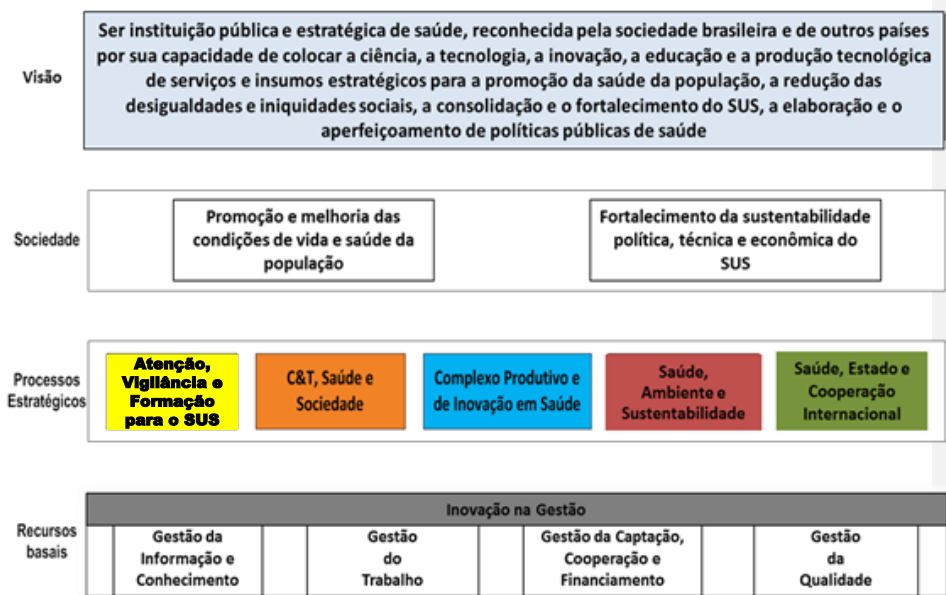 Visão
Ser instituição pública e estratégica de saúde, reconhecida pela sociedade brasileira e de outros países
por sua capacidade de colocar a ciência, a tecnologia, a inovação, a educação e a produção tecnológica
de serviços e insumos estratégicos para a promoção da saúde da população, a redução das
desigualdades e iniquidades sociais, a consolidação e o fortalecimento do SUS, a elaboração e o
aperfeiçoamento de políticas públicas de saúde
Sociedade
Promoção e melhoria das
condições de vida e saúde da
população
Fortalecimento da sustentabilidade
política, técnica e econômica do
SUS
Processos
Estratégicos
Atenção,
Vigilância e
Formação
para o SUS
C&T, Saúde e
Sociedade
Complexo Produtivo e
de Inovação em Saúde
Saúde,
Ambiente e
Sustentabilidade
Saúde, Estado e
Cooperação
Internacional
Recursos
basais
Inovação na Gestão
Gestão da
Informação e
Conhecimento
Gestão
do
Trabalho
Gestão da Captação,
Cooperação e
Financiamento
Gestão
da
Qualidade